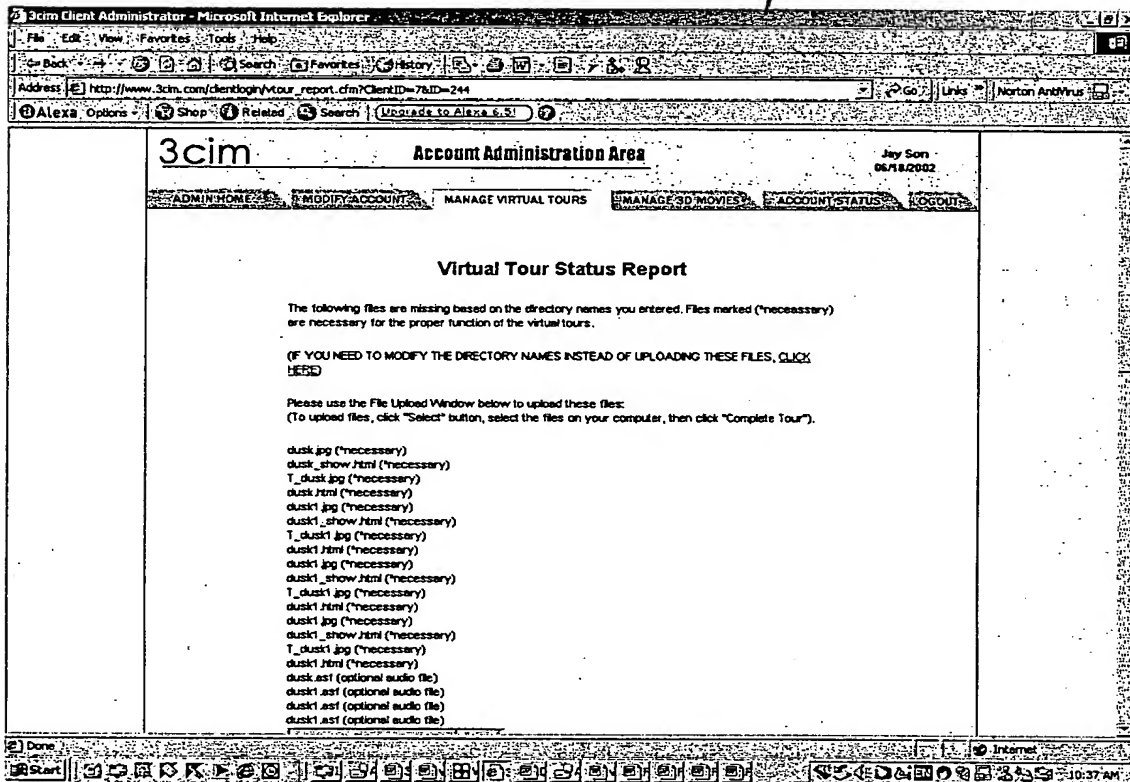 3cim Client Administrator - Microsoft Internet Explorer
File Edit View Favorites Tools Help
Back Search Favorites History
Address http://www.3cim.com/clientlogin/vtour_report.cfm?ClientID=7&ID=244 Go Links Norton AntiVirus
Alexa Options Shop Related Search Upgrade to Alexa 6.5!
3cim Account Administration Area Jay Son
06/18/2002
ADMIN HOME MODIFY ACCOUNT MANAGE VIRTUAL TOURS MANAGE 3D MOVIES ACCOUNT STATUS LOGOUT
Virtual Tour Status Report
The following files are missing based on the directory names you entered. Files marked (*neceassary)
are necessary for the proper function of the virtual tours.
(IF YOU NEED TO MODIFY THE DIRECTORY NAMES INSTEAD OF UPLOADING THESE FILES, CLICK
HERE)
Please use the File Upload Window below to upload these files:
(To upload files, click "Select" button, select the files on your computer, then click "Complete Tour").
dusk.jpg (*necessary)
dusk_show.html (*necessary)
T_dusk.jpg (*necessary)
dusk.html (*necessary)
dusk1.jpg (*necessary)
dusk1_show.html (*necessary)
T_dusk1.jpg (*necessary)
dusk1.html (*necessary)
dusk1.jpg (*necessary)
dusk1_show.html (*necessary)
T_dusk1.jpg (*necessary)
dusk1.html (*necessary)
dusk1.jpg (*necessary)
dusk1_show.html (*necessary)
T_dusk1.jpg (*necessary)
dusk1.html (*necessary)
dusk.asf (optional audio file)
dusk1.asf (optional audio file)
dusk1.asf (optional audio file)
dusk1.asf (optional audio file)
Done Internet
Start 10:37 AM